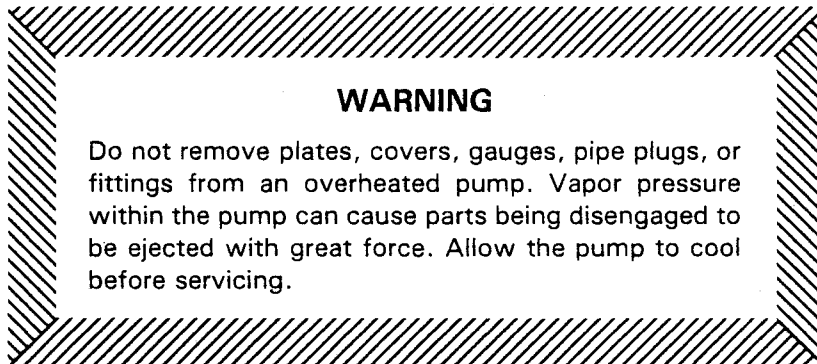 WARNING
Do not remove plates, covers, gauges, pipe plugs, or
fittings from an overheated pump. Vapor pressure
within the pump can cause parts being disengaged to
be ejected with great force. Allow the pump to cool
before servicing.